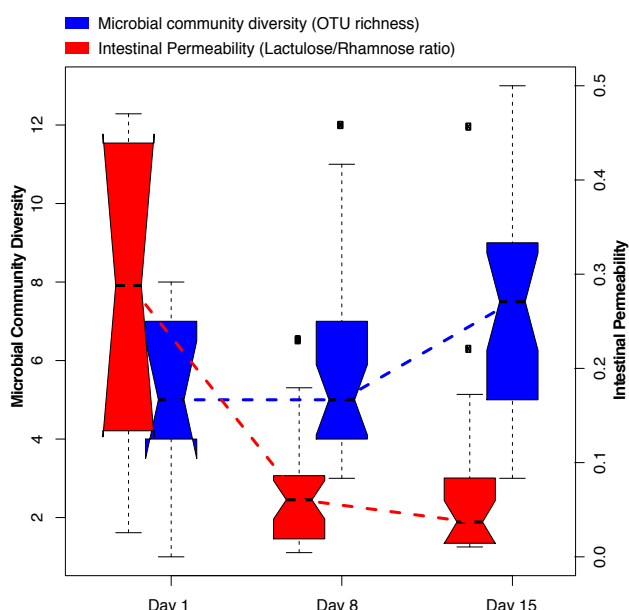 Microbial community diversity (OTU richness)
Intestinal Permeability (Lactulose/Rhamnose ratio)
Microbial Community Diversity
12
10
8
6
4
2
0.5
0.4
0.3
0.2
0.1
0.0
Intestinal Permeability
Day 1
Day 8
Day 15